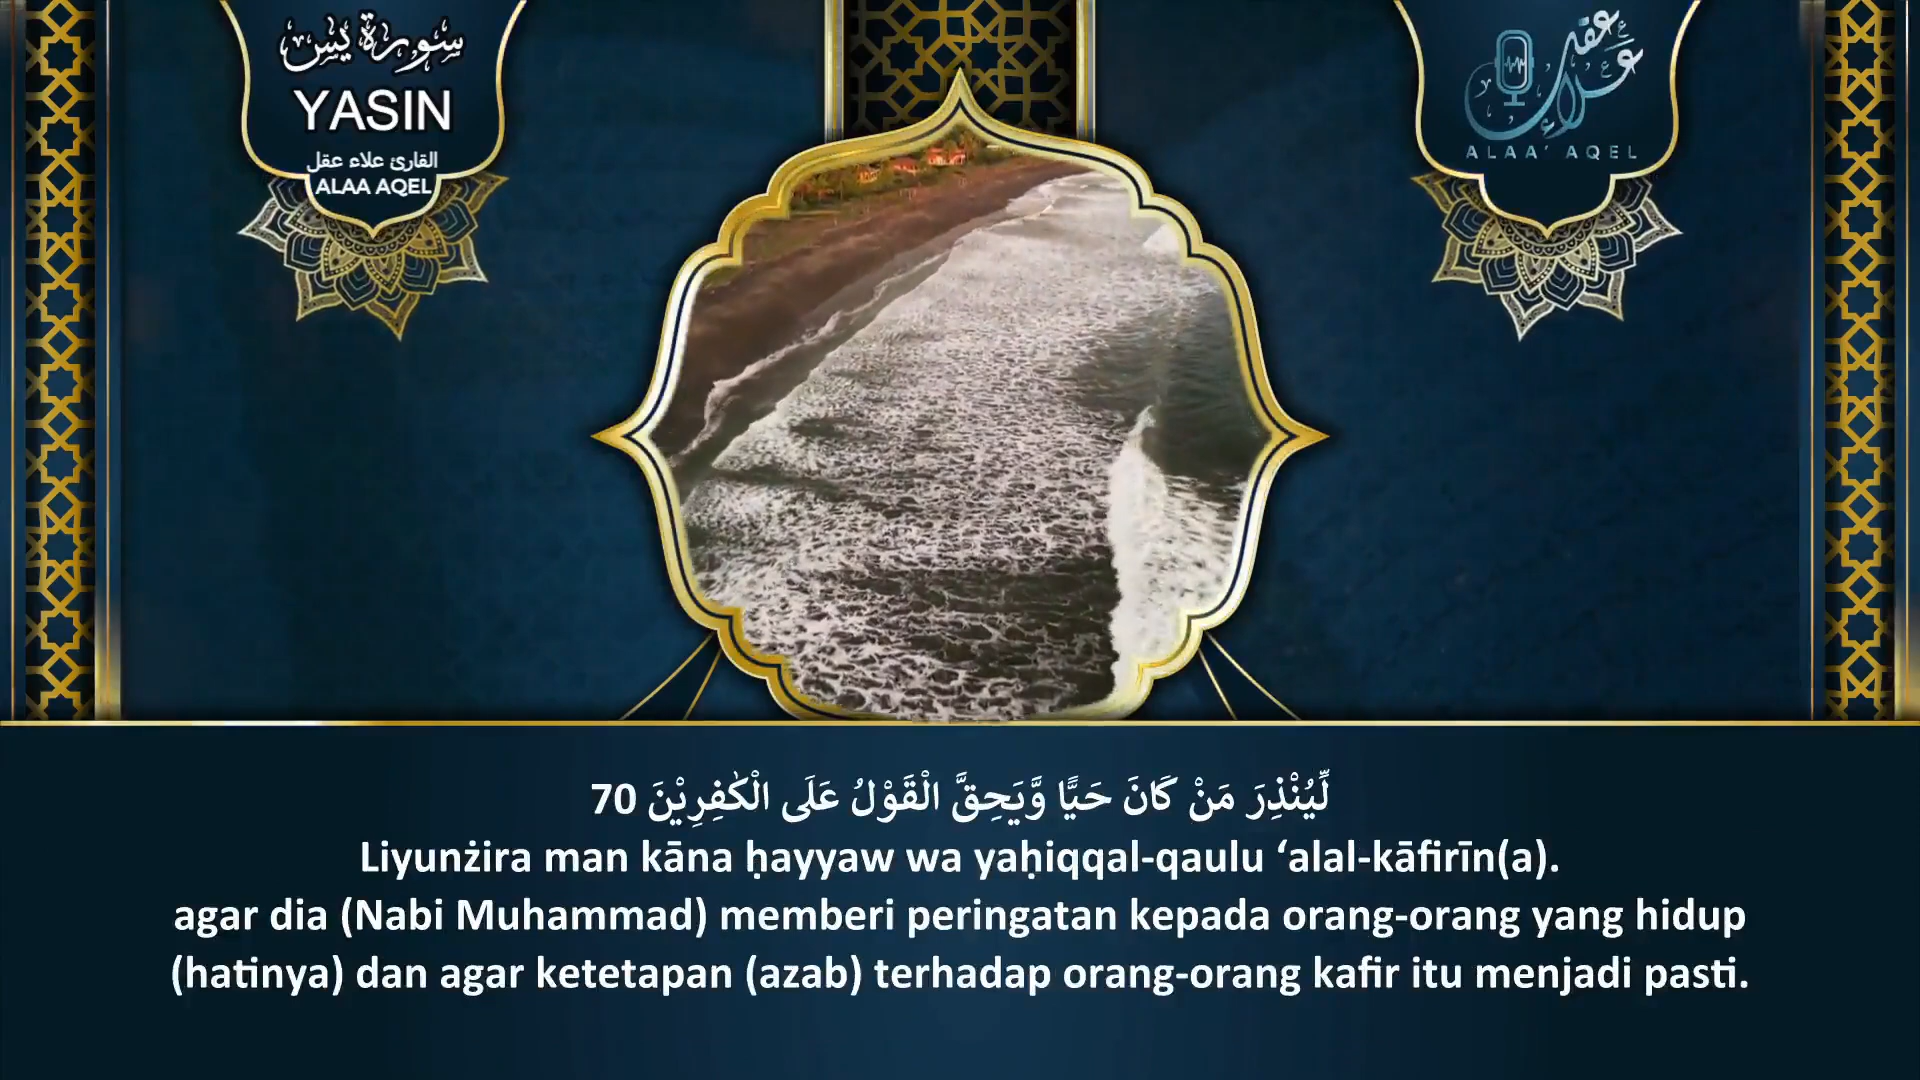 سورة يس
YASIN
القارئ علاء عقل
ALAA AQEL
علاء عقل
ALAA' AQEL
لِّيُنْذِرَ مَنْ كَانَ حَيًّا وَّيَحِقَّ الْقَوْلُ عَلَى الْكٰفِرِيْنَ 70
Liyunżira man kāna ḥayyaw wa yaḥiqqal-qaulu ‘alal-kāfirīn(a).
agar dia (Nabi Muhammad) memberi peringatan kepada orang-orang yang hidup
(hatinya) dan agar ketetapan (azab) terhadap orang-orang kafir itu menjadi pasti.